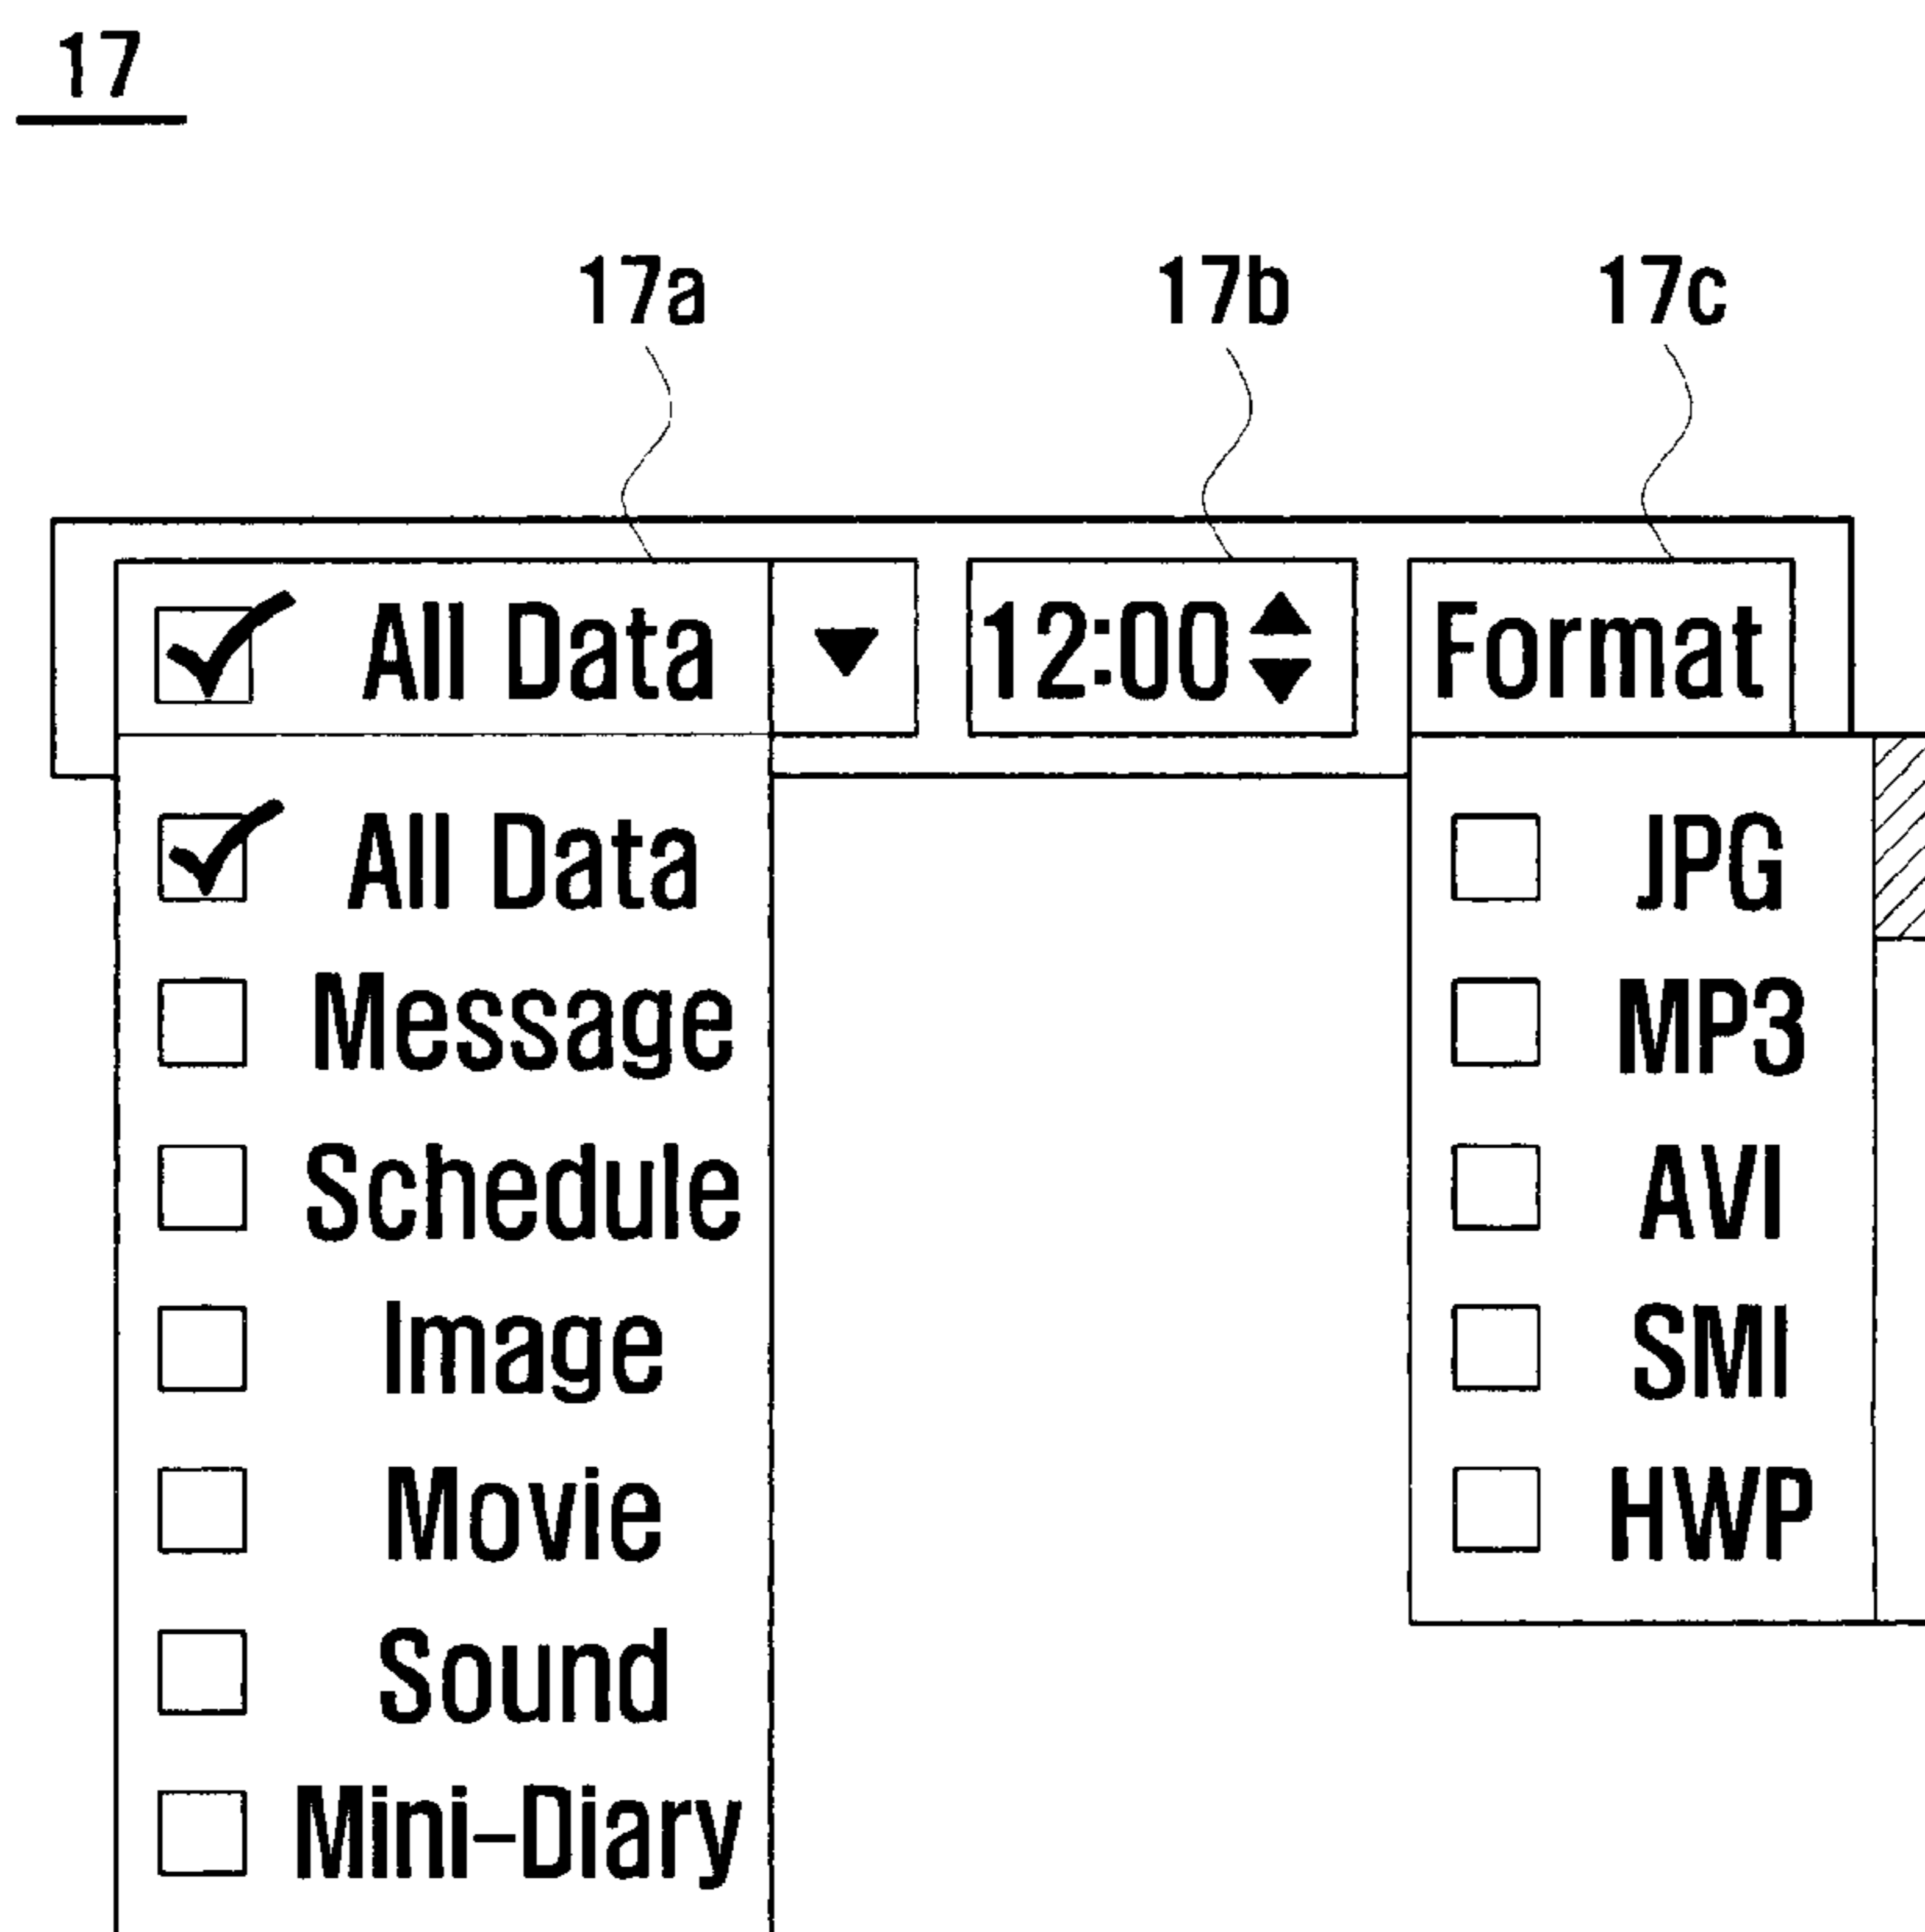 17
17a 17b 17c
All Data 12:00 Format
All Data JPG
Message MP3
Schedule AVI
Image SMI
Movie HWP
Sound
Mini-Diary